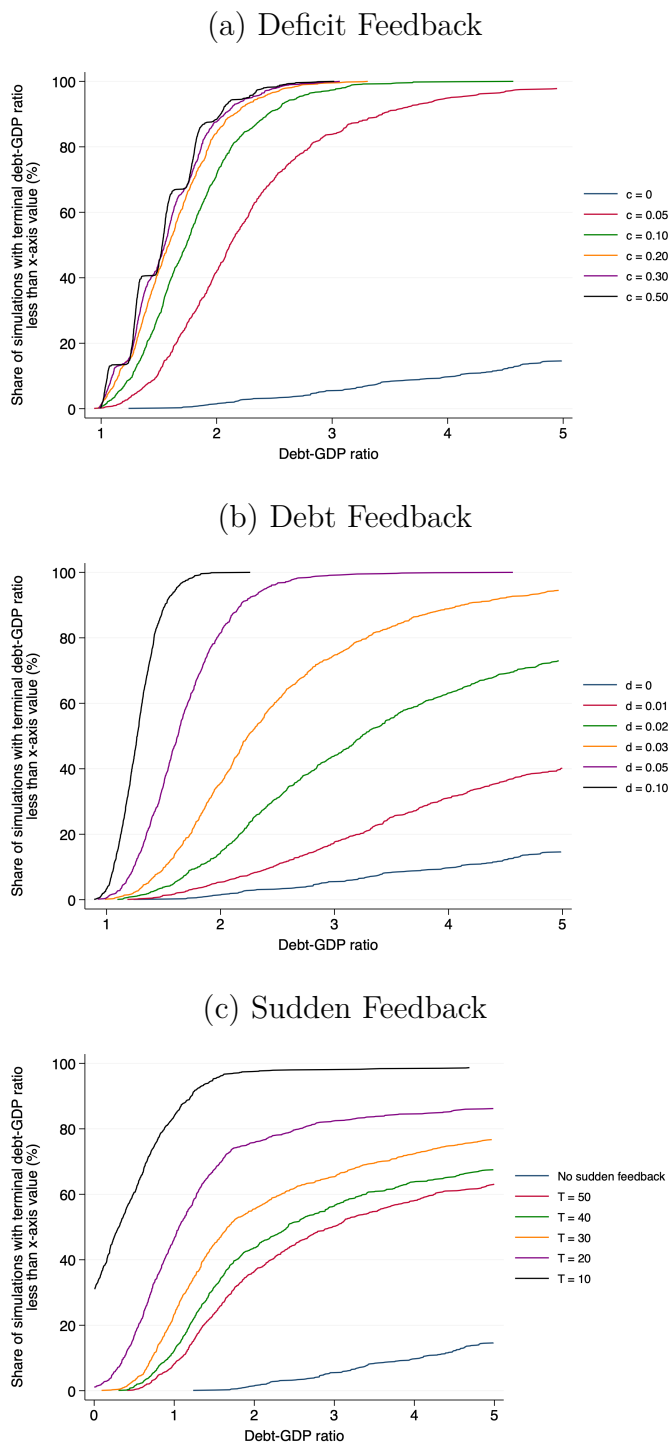 (a) Deficit Feedback
Share of simulations with terminal debt-GDP ratio
less than x-axis value (%)
100
80
60
40
20
0
1
2
3
4
5
Debt-GDP ratio
c = 0
c = 0.05
c = 0.10
c = 0.20
c = 0.30
c = 0.50
(b) Debt Feedback
Share of simulations with terminal debt-GDP ratio
less than x-axis value (%)
100
80
60
40
20
0
1
2
3
4
5
Debt-GDP ratio
d = 0
d = 0.01
d = 0.02
d = 0.03
d = 0.05
d = 0.10
(c) Sudden Feedback
Share of simulations with terminal debt-GDP ratio
less than x-axis value (%)
100
80
60
40
20
0
0
1
2
3
4
5
Debt-GDP ratio
No sudden feedback
T = 50
T = 40
T = 30
T = 20
T = 10